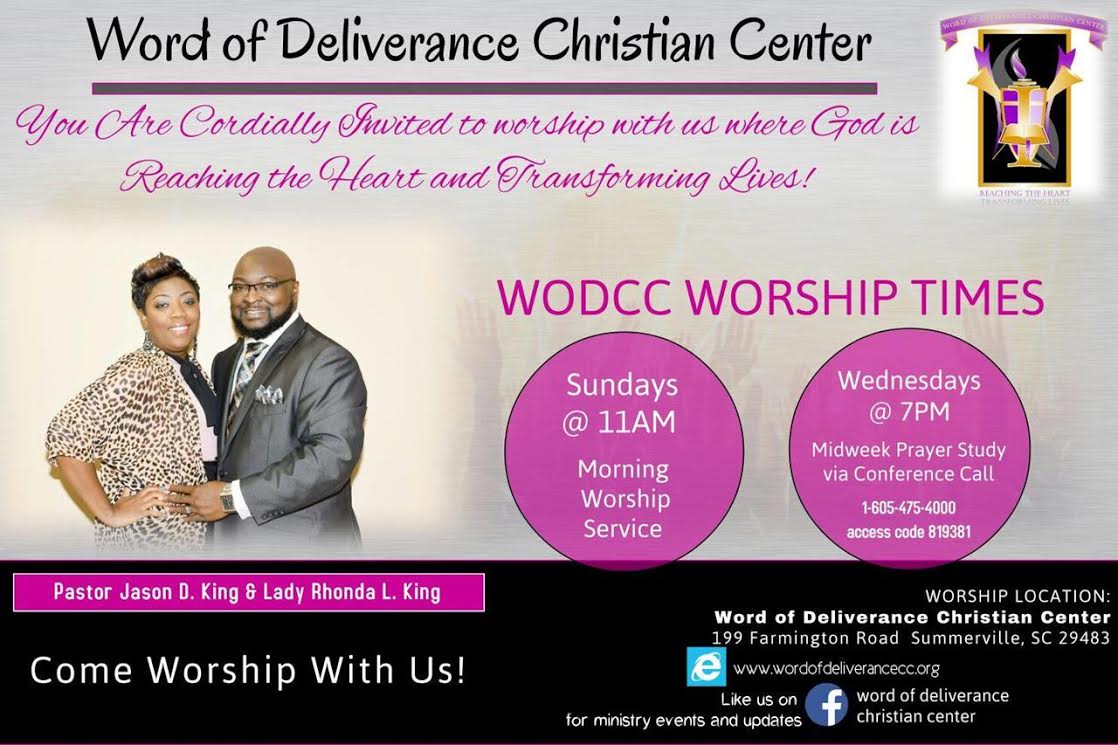 Word of Deliverance Christian Center
WORD OF DELIVERANCE CHRISTIAN CENTER
You Are Cordially Invited to worship with us where God is
Reaching the Heart and Transforming Lives!
REACHING THE HEART
TRANSFORMING LIVES
WODCC WORSHIP TIMES
Sundays
@ 11AM
Morning
Worship
Service
Wednesdays
@ 7PM
Midweek Prayer Study
via Conference Call
1-605-475-4000
access code 819381
Pastor Jason D. King & Lady Rhonda L. King
Come Worship With Us!
WORSHIP LOCATION:
Word of Deliverance Christian Center
199 Farmington Road Summerville, SC 29483
www.wordofdeliverancecc.org
Like us on
for ministry events and updates
word of deliverance
christian center